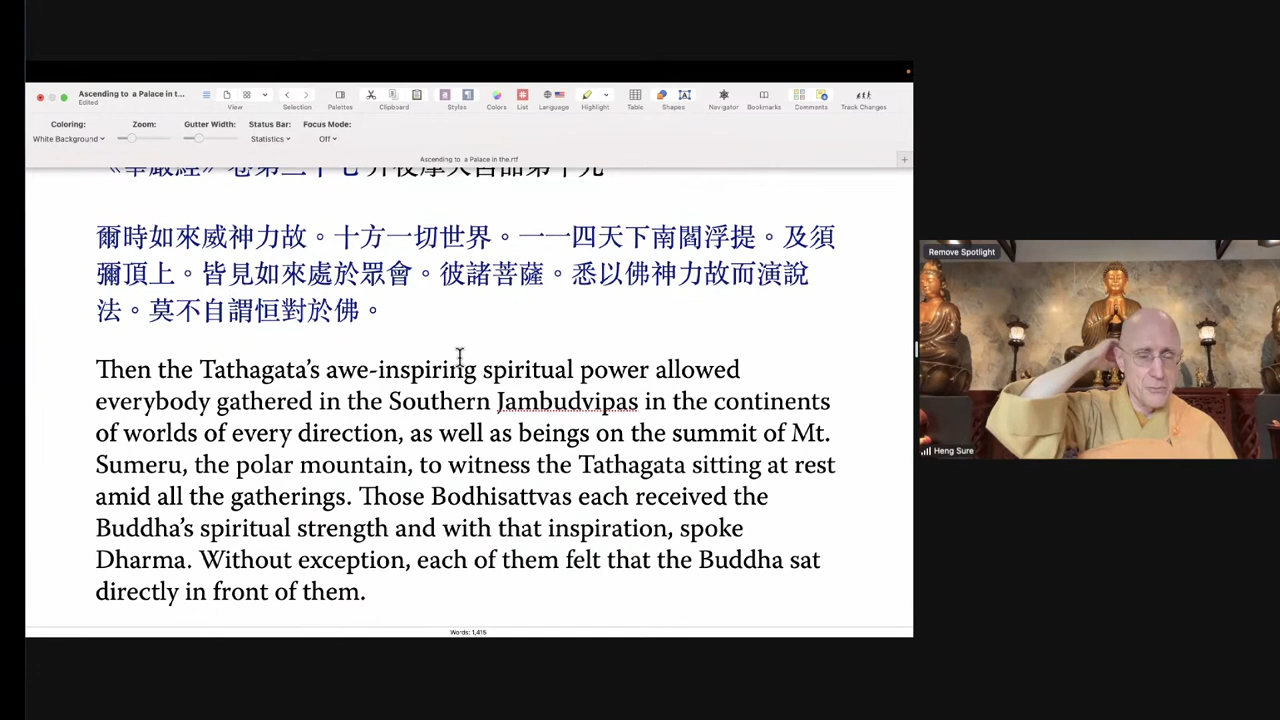 Ascending to a Palace in t...
Edited
View
Selection
Palettes
Clipboard
Styles
Colors
List
Language
Highlight
Table
Shapes
Navigator
Bookmarks
Comments
Track Changes
Coloring:
Zoom:
Gutter Width:
Status Bar:
Focus Mode:
White Background
Statistics
Off
Ascending to a Palace in the.rtf
爾時如來威神力故。十方一切世界。一一四天下南閻浮提。及須
彌頂上。皆見如來處於眾會。彼諸菩薩。悉以佛神力故而演說
法。莫不自謂恒對於佛。
Then the Tathagata’s awe-inspiring spiritual power allowed
everybody gathered in the Southern Jambudvipas in the continents
of worlds of every direction, as well as beings on the summit of Mt.
Sumeru, the polar mountain, to witness the Tathagata sitting at rest
amid all the gatherings. Those Bodhisattvas each received the
Buddha’s spiritual strength and with that inspiration, spoke
Dharma. Without exception, each of them felt that the Buddha sat
directly in front of them.
Words: 1,415
Remove Spotlight
Heng Sure